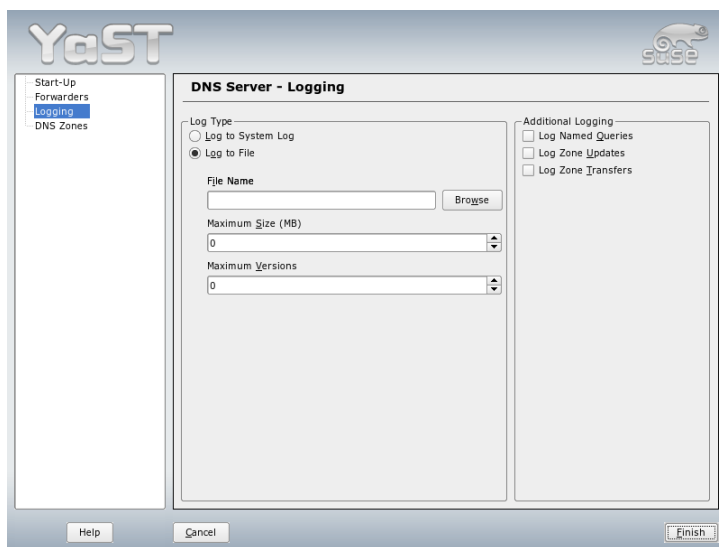 YaST
suse
Start-Up
Forwarders
Logging
DNS Zones
DNS Server - Logging
Log Type
Log to System Log
Log to File
File Name
Browse
Maximum Size (MB)
0
Maximum Versions
0
Additional Logging
Log Named Queries
Log Zone Updates
Log Zone Transfers
Help
Cancel
Finish